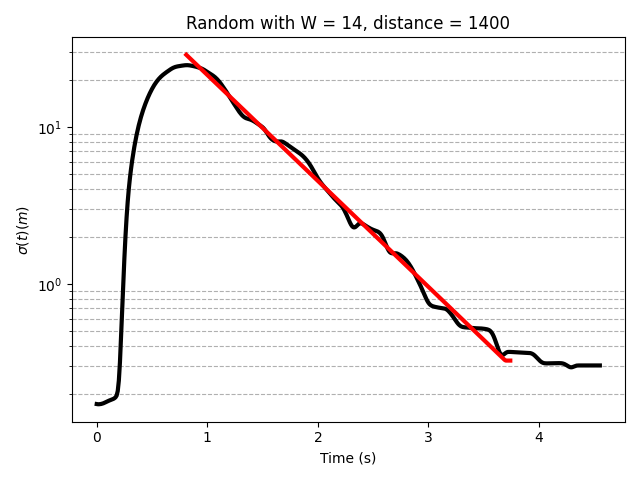 Random with W = 14, distance = 1400
10¹
10⁰
σ(t)(m)
0 1 2 3 4
Time (s)